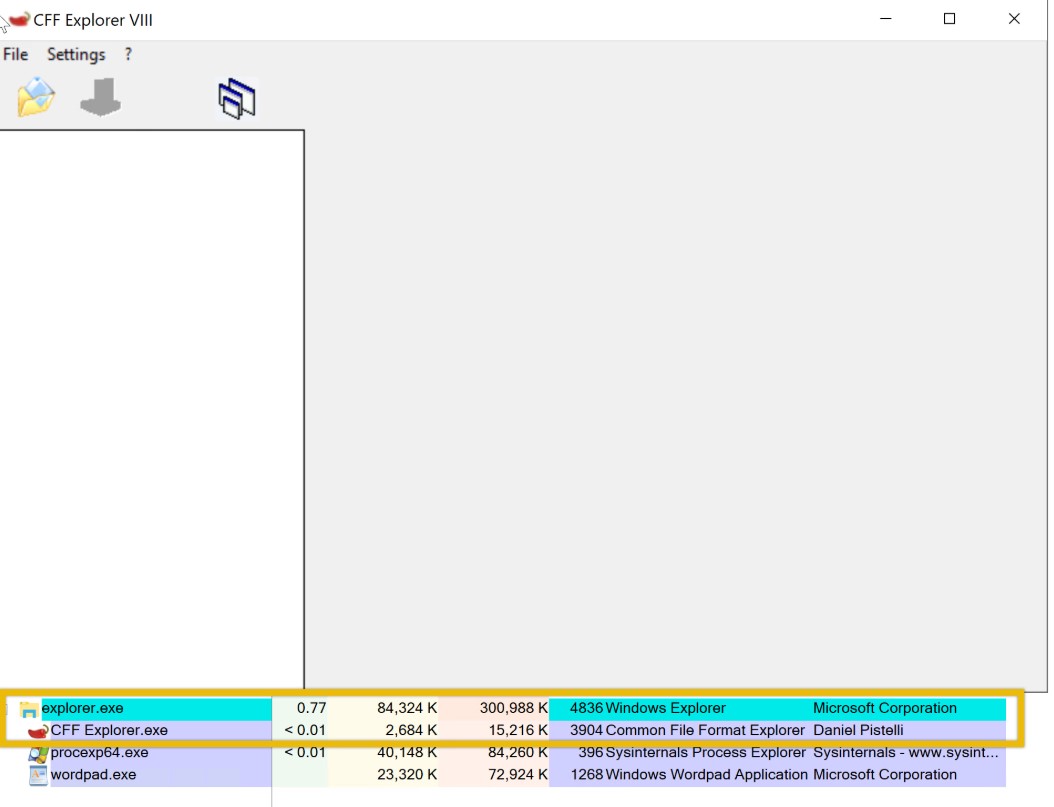 CFF Explorer VIII
File Settings ?
explorer.exe 0.77 84,324 K 300,988 K 4836 Windows Explorer Microsoft Corporation
CFF Explorer.exe < 0.01 2,684 K 15,216 K 3904 Common File Format Explorer Daniel Pistelli
procexp64.exe < 0.01 40,148 K 84,260 K 396 Sysinternals Process Explorer Sysinternals - www.sysint...
wordpad.exe 23,320 K 72,924 K 1268 Windows Wordpad Application Microsoft Corporation